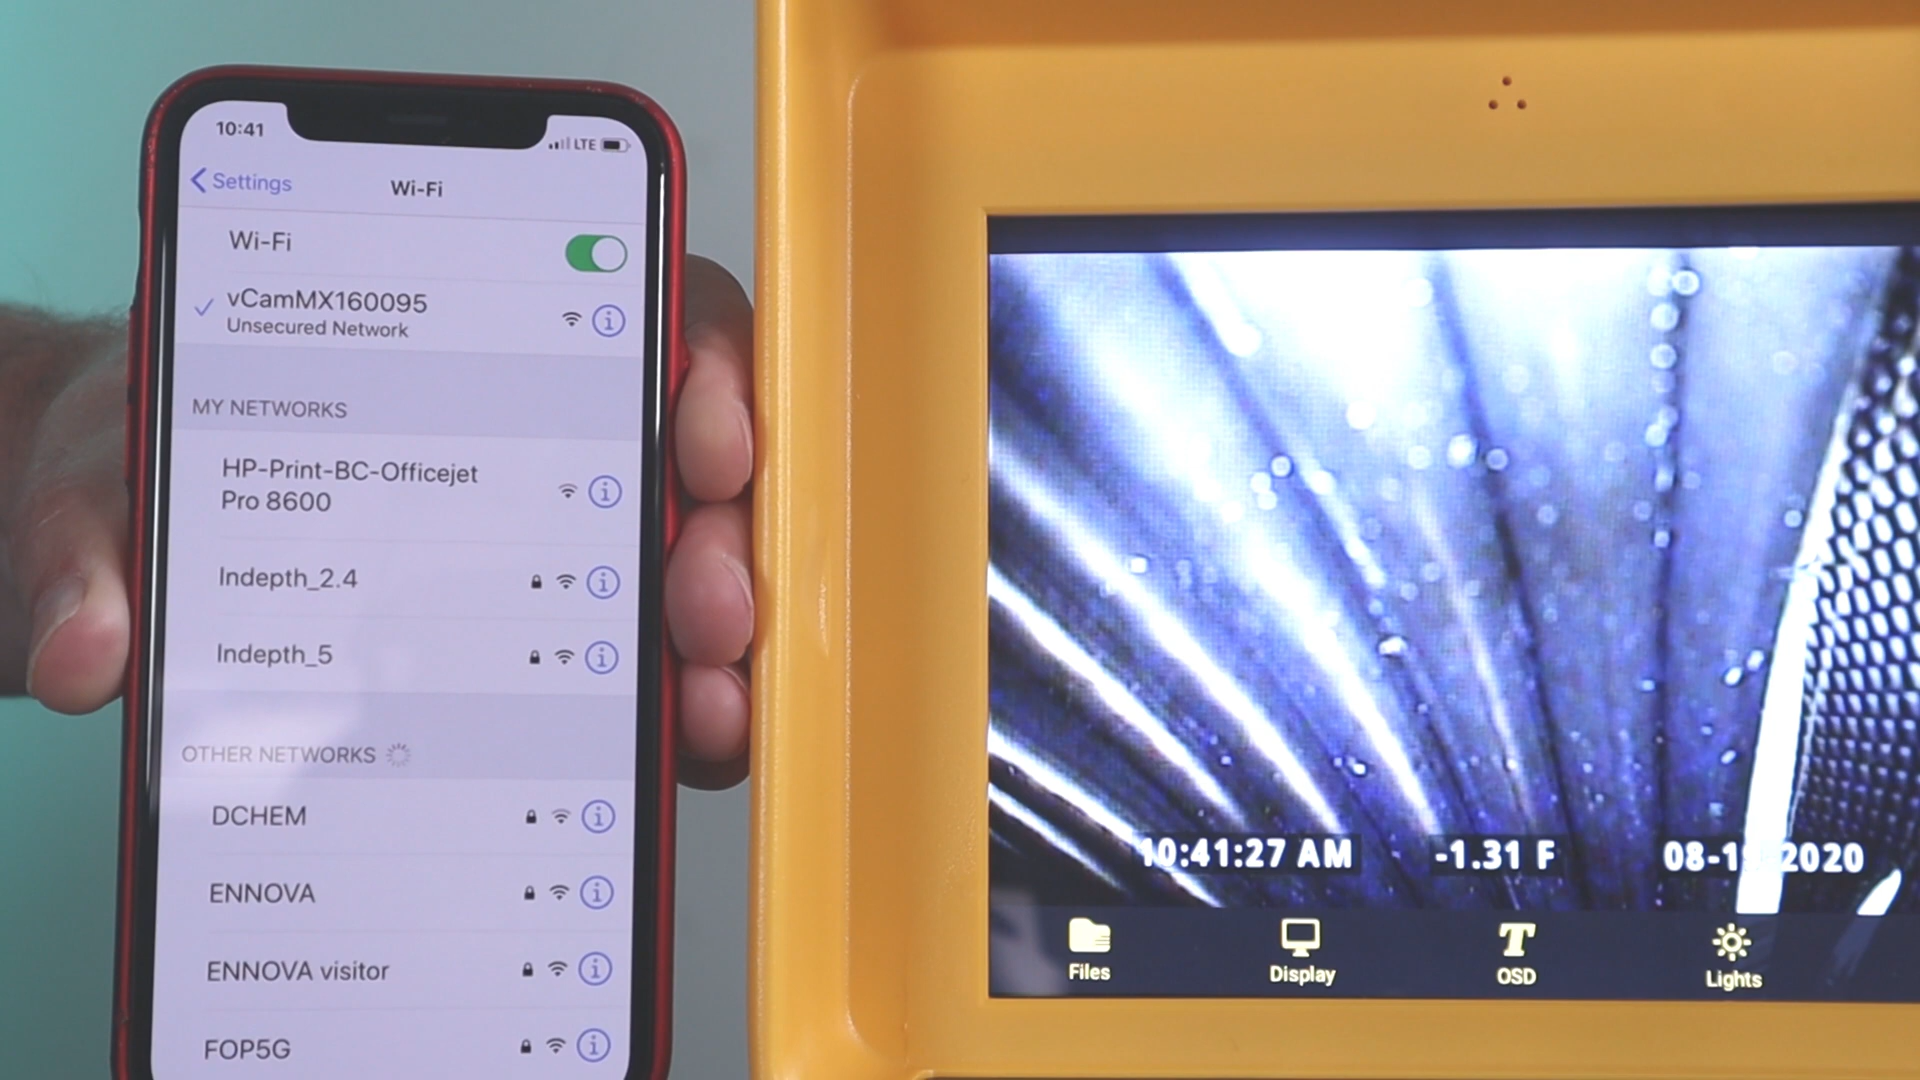 10:41
LTE
Settings
Wi-Fi
Wi-Fi
vCamMX160095
Unsecured Network
MY NETWORKS
HP-Print-BC-Officejet
Pro 8600
Indepth_2.4
Indepth_5
OTHER NETWORKS
DCHEM
ENNOVA
ENNOVA visitor
FOP5G
10:41:27 AM
-1.31 F
2020
Files
Display
T
OSD
Lights